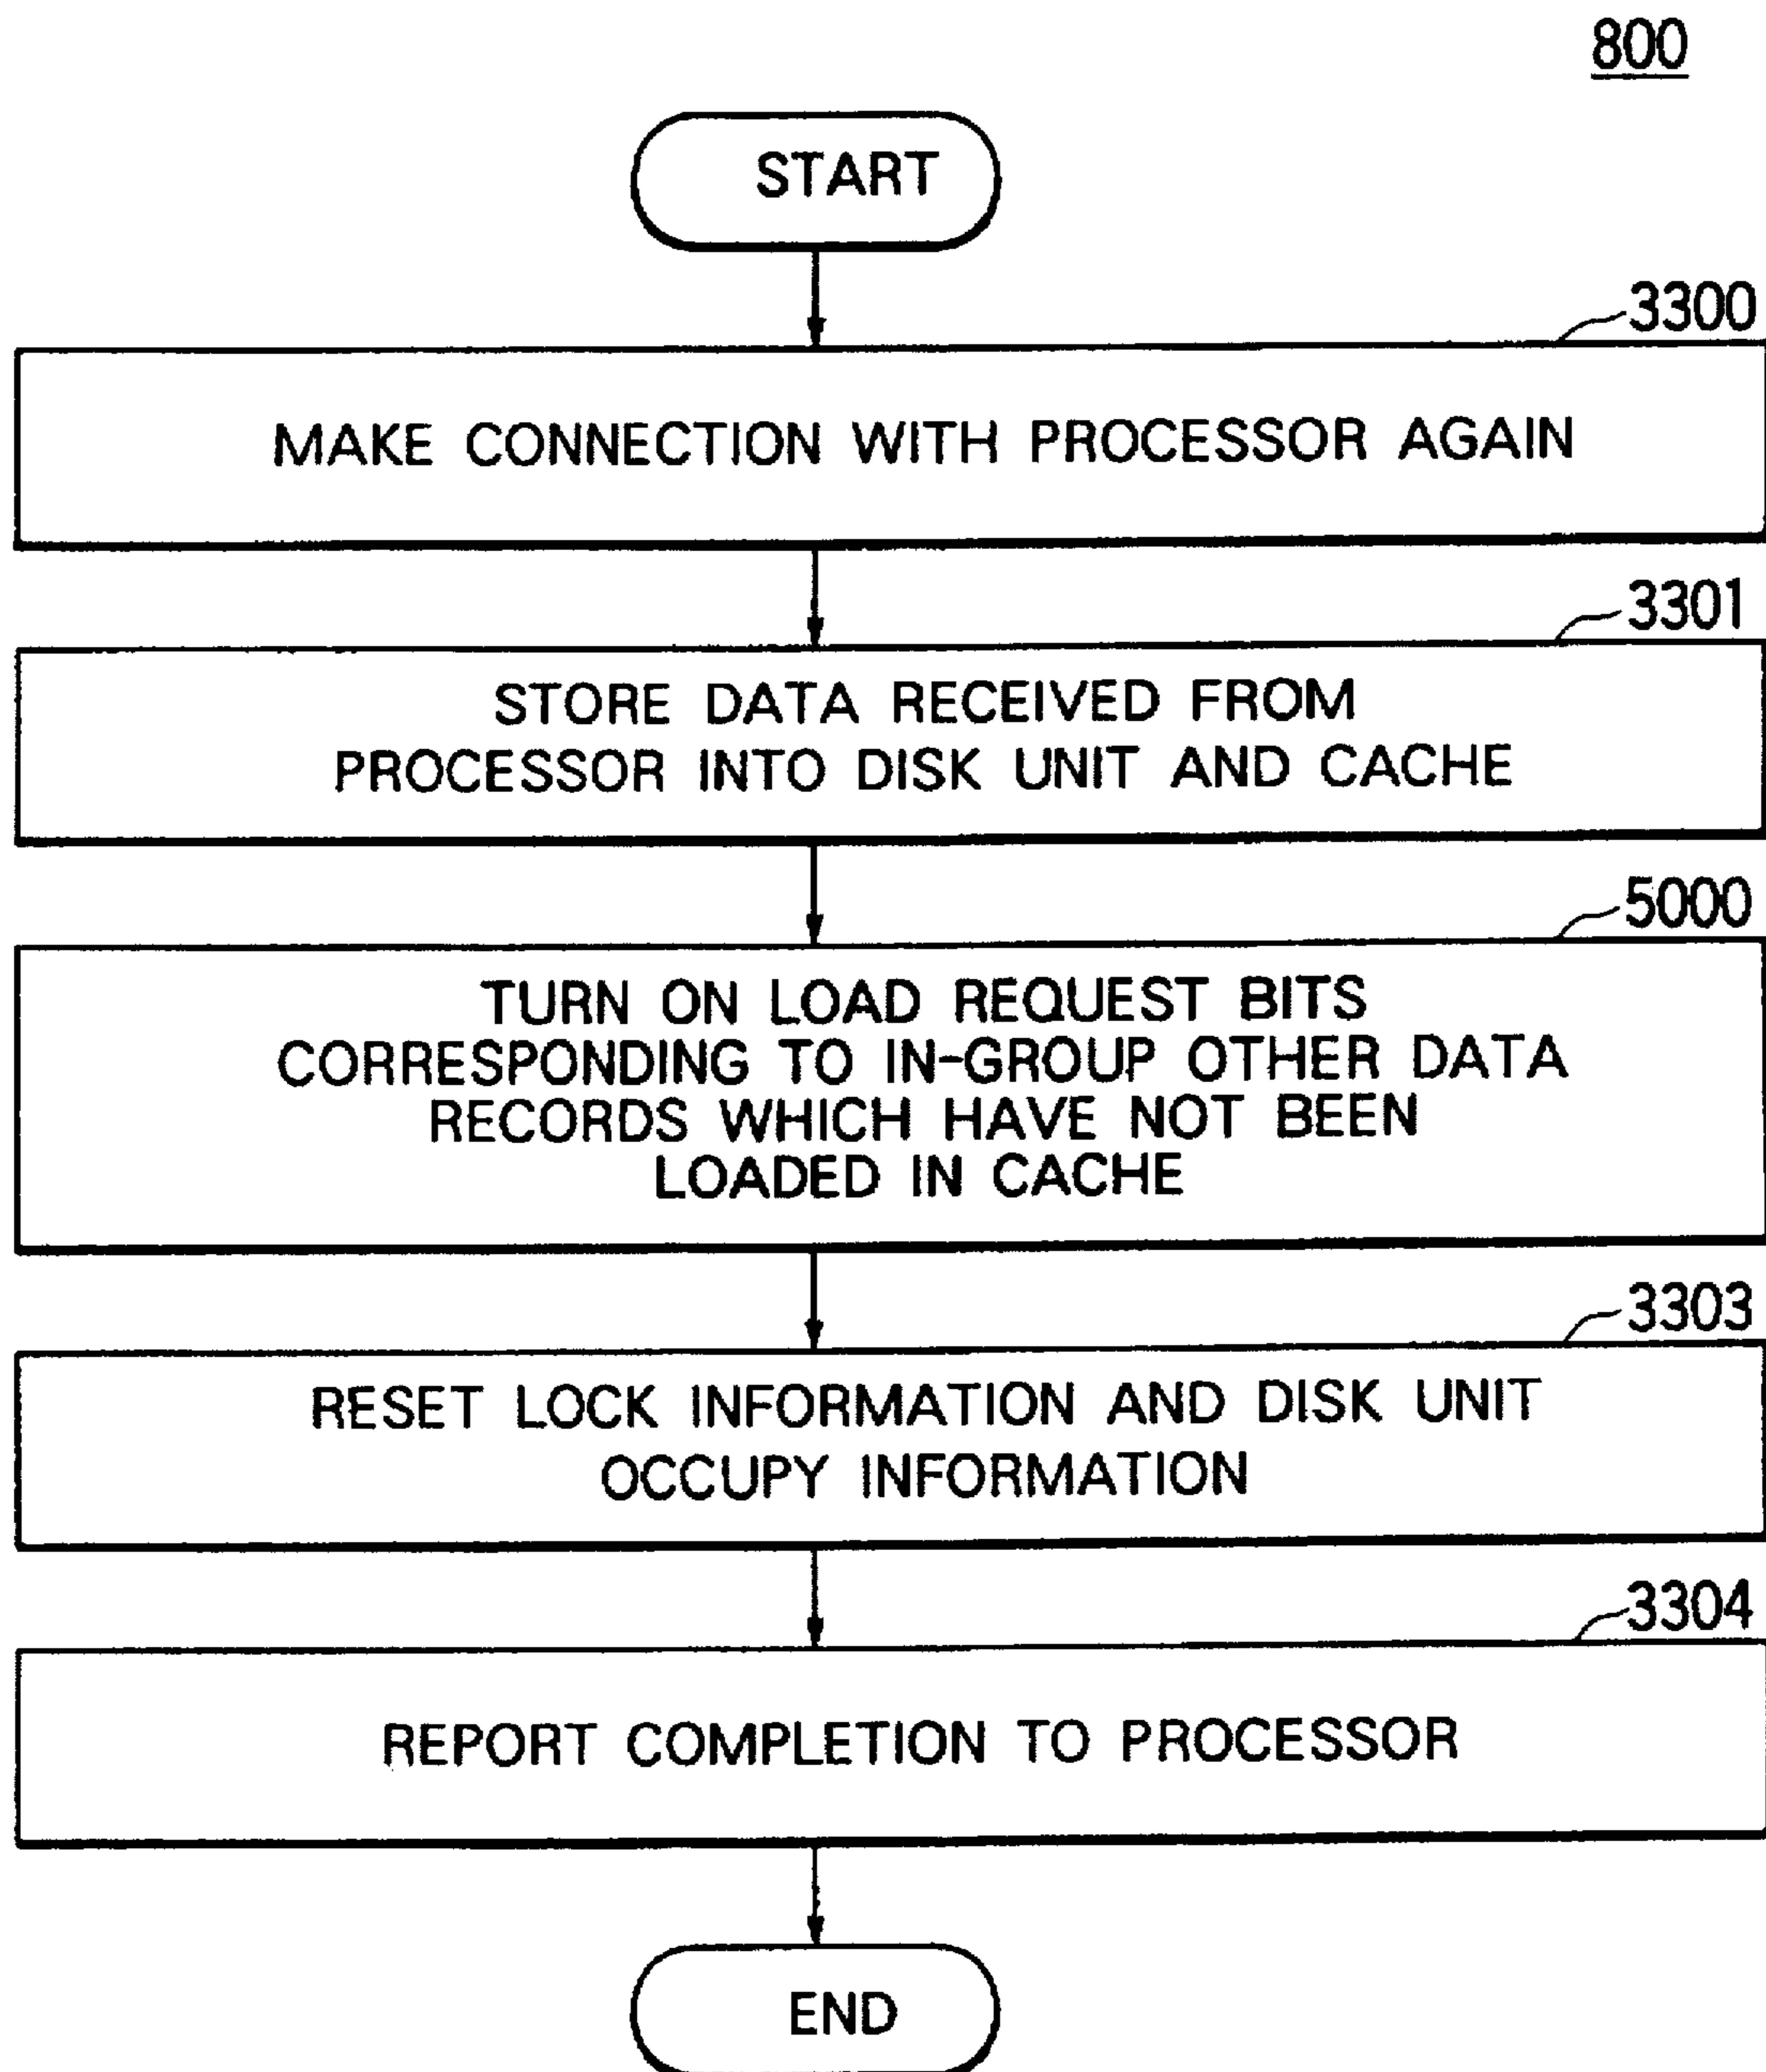 800
START
3300
MAKE CONNECTION WITH PROCESSOR AGAIN
3301
STORE DATA RECEIVED FROM
PROCESSOR INTO DISK UNIT AND CACHE
5000
TURN ON LOAD REQUEST BITS
CORRESPONDING TO IN-GROUP OTHER DATA
RECORDS WHICH HAVE NOT BEEN
LOADED IN CACHE
3303
RESET LOCK INFORMATION AND DISK UNIT
OCCUPY INFORMATION
3304
REPORT COMPLETION TO PROCESSOR
END